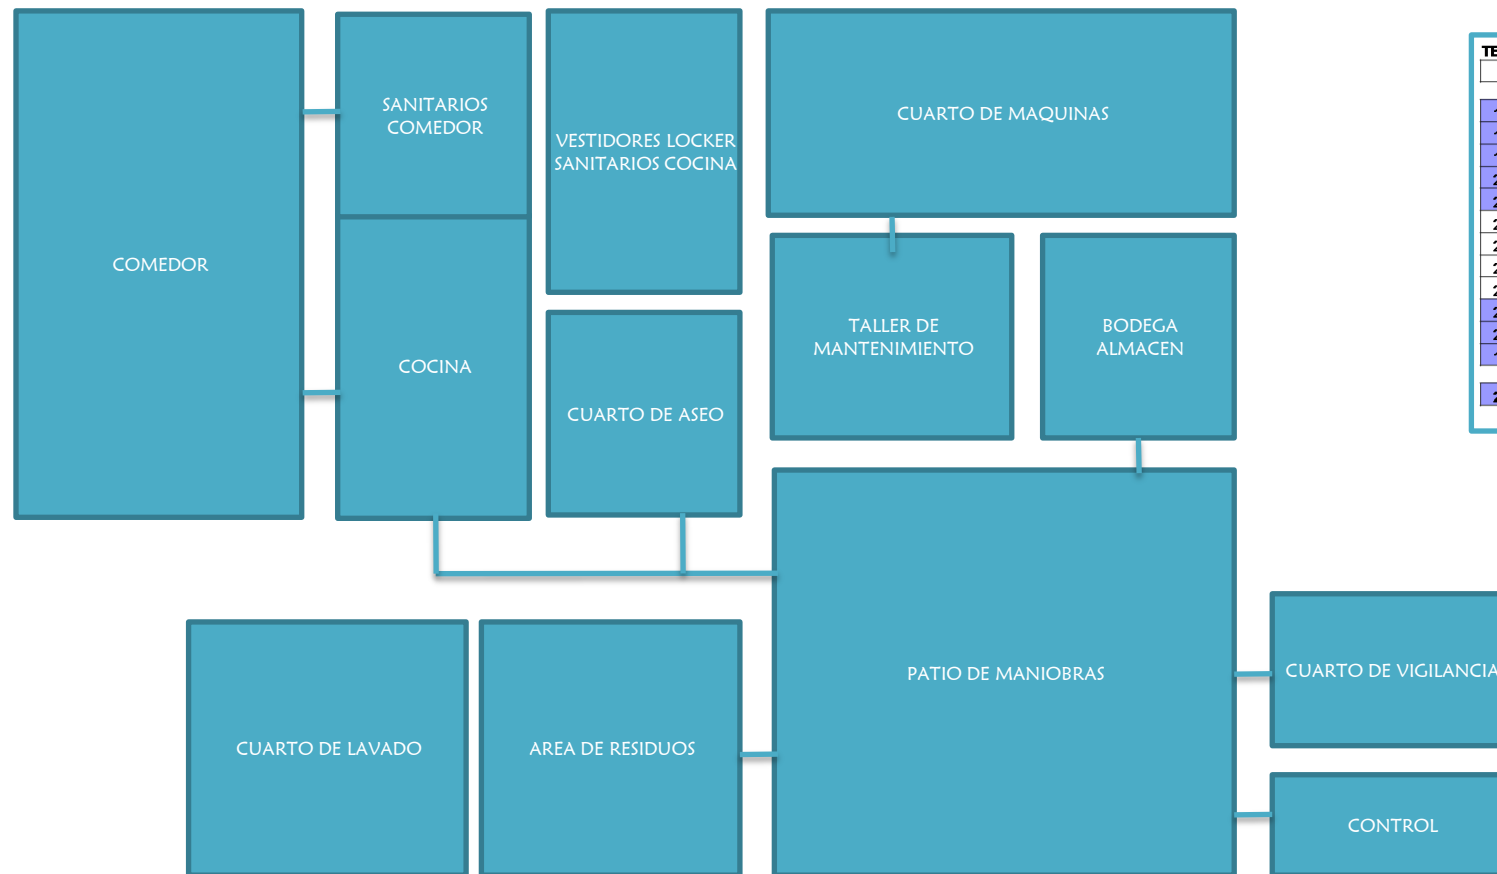 SANITARIOS
COMEDOR
VESTIDORES LOCKER
SANITARIOS COCINA
CUARTO DE MAQUINAS
COMEDOR
COCINA
CUARTO DE ASEO
TALLER DE
MANTENIMIENTO
BODEGA
ALMACEN
PATIO DE MANIOBRAS
CUARTO DE VIGILANCIA
CUARTO DE LAVADO
AREA DE RESIDUOS
CONTROL